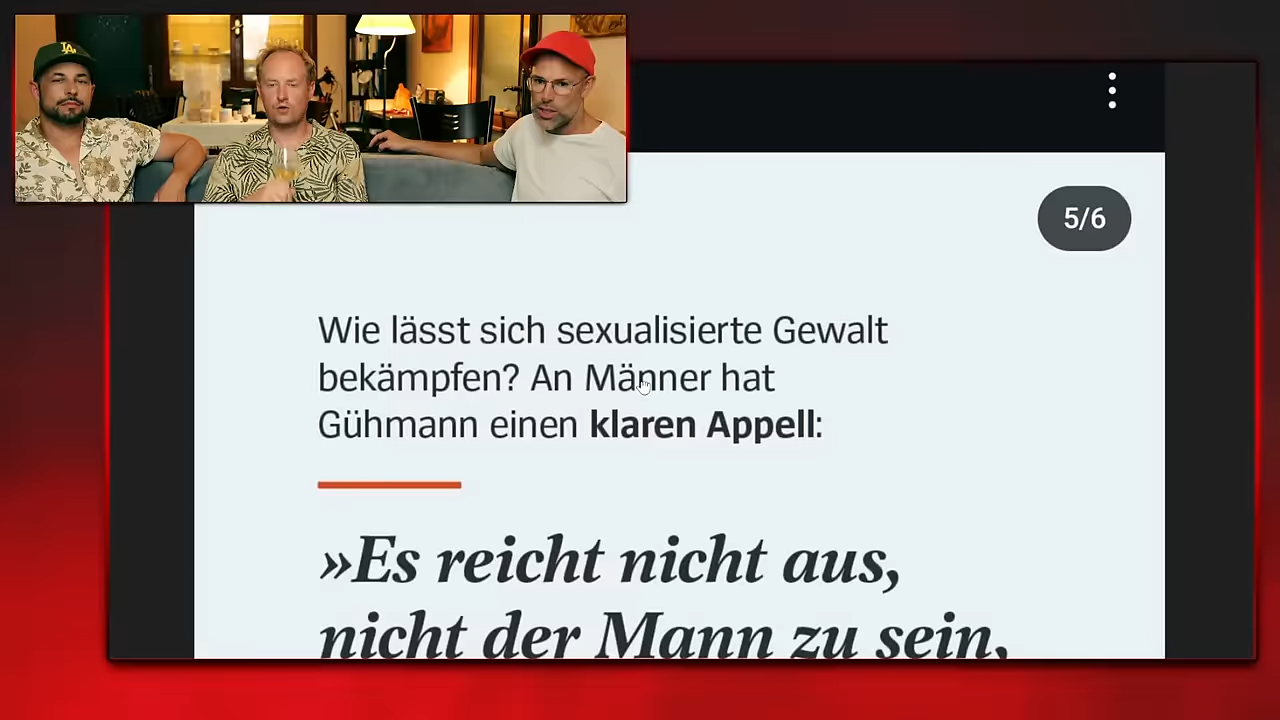 LA
5/6
Wie lässt sich sexualisierte Gewalt
bekämpfen? An Männer hat
Gühmann einen klaren Appell:
»Es reicht nicht aus,
nicht der Mann zu sein,